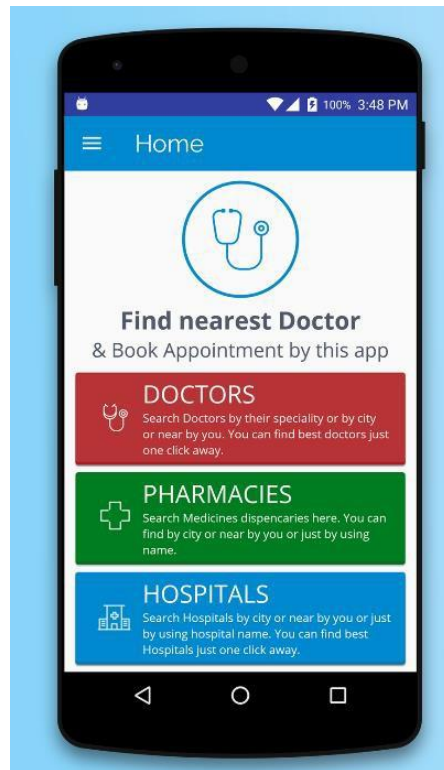 100% 3:48 PM
Home
Find nearest Doctor
& Book Appointment by this app
DOCTORS
Search Doctors by their speciality or by city
or near by you. You can find best doctors just
one click away.
PHARMACIES
Search Medicines dispencaries here. You can
find by city or near by you or just by using
name.
HOSPITALS
Search Hospitals by city or near by you or just
by using hospital name. You can find best
Hospitals just one click away.